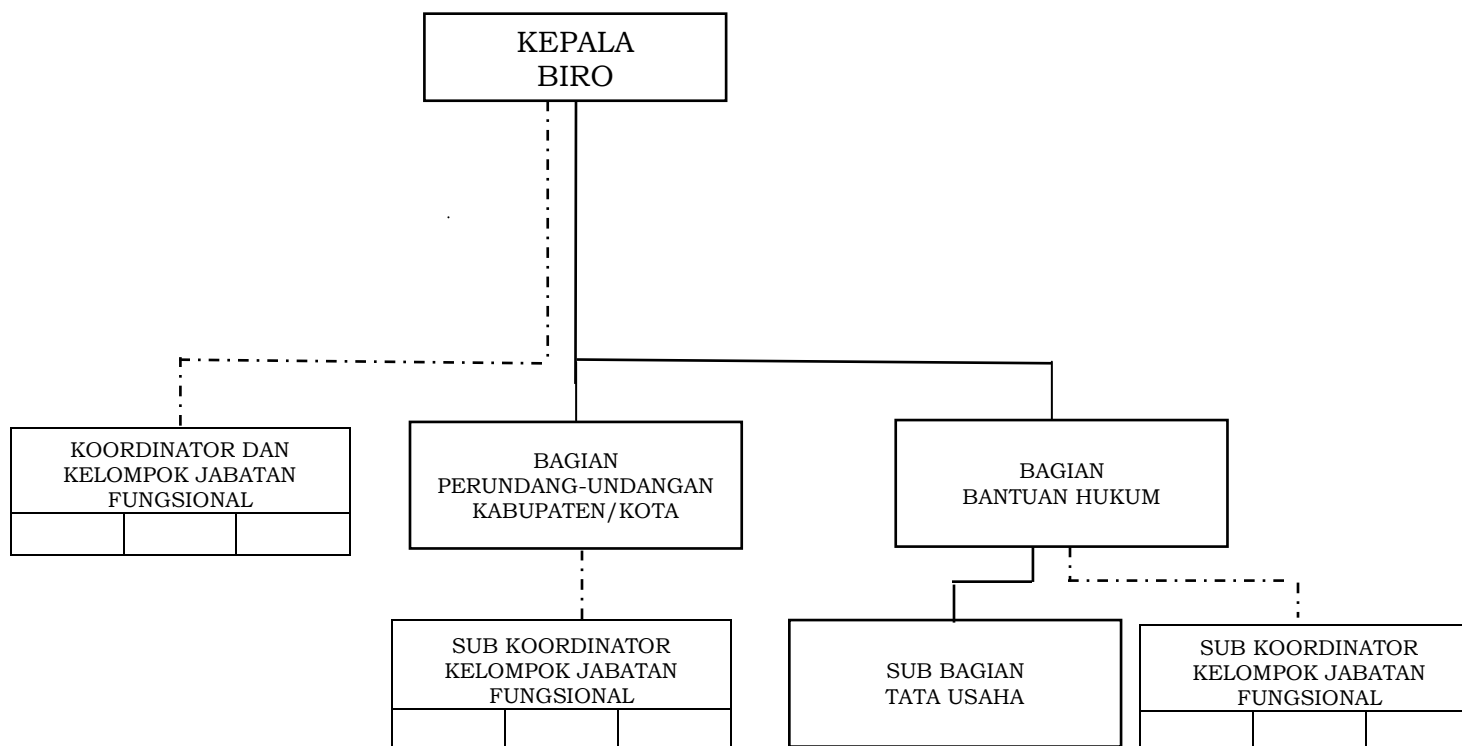 KEPALA
BIRO
KOORDINATOR DAN
KELOMPOK JABATAN
FUNGSIONAL
BAGIAN
PERUNDANG-UNDANGAN
KABUPATEN/KOTA
BAGIAN
BANTUAN HUKUM
SUB KOORDINATOR
KELOMPOK JABATAN
FUNGSIONAL
SUB BAGIAN
TATA USAHA
SUB KOORDINATOR
KELOMPOK JABATAN
FUNGSIONAL